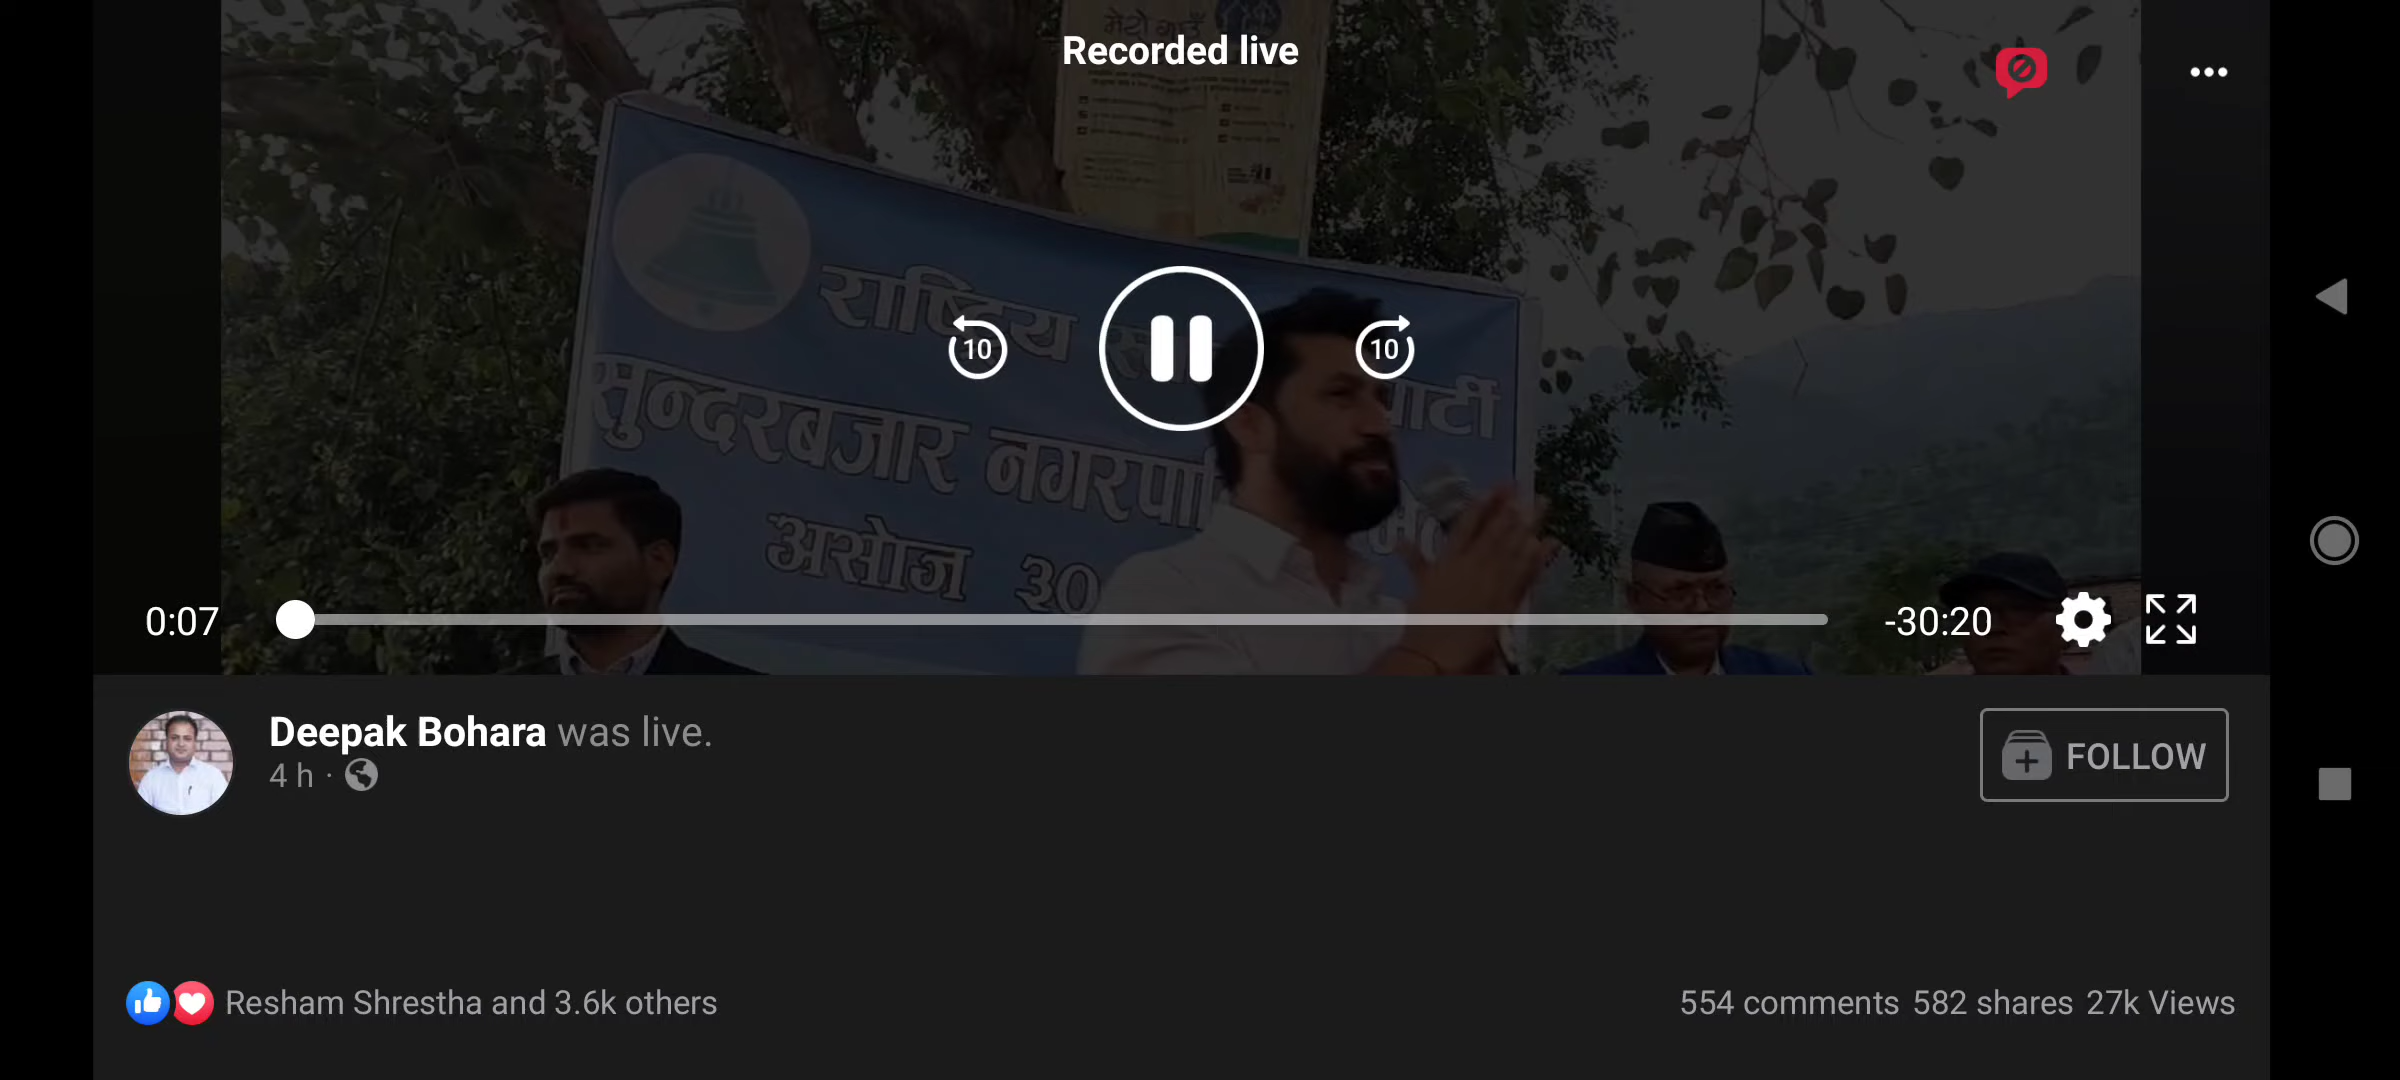 मेरो
Recorded live
राष्ट्रिय स्व पार्टी
10
10
सुन्दरबजार नगरपा
असोज ३०
0:07
-30:20
Deepak Bohara was live.
4 h ·
FOLLOW
Resham Shrestha and 3.6k others
554 comments 582 shares 27k Views